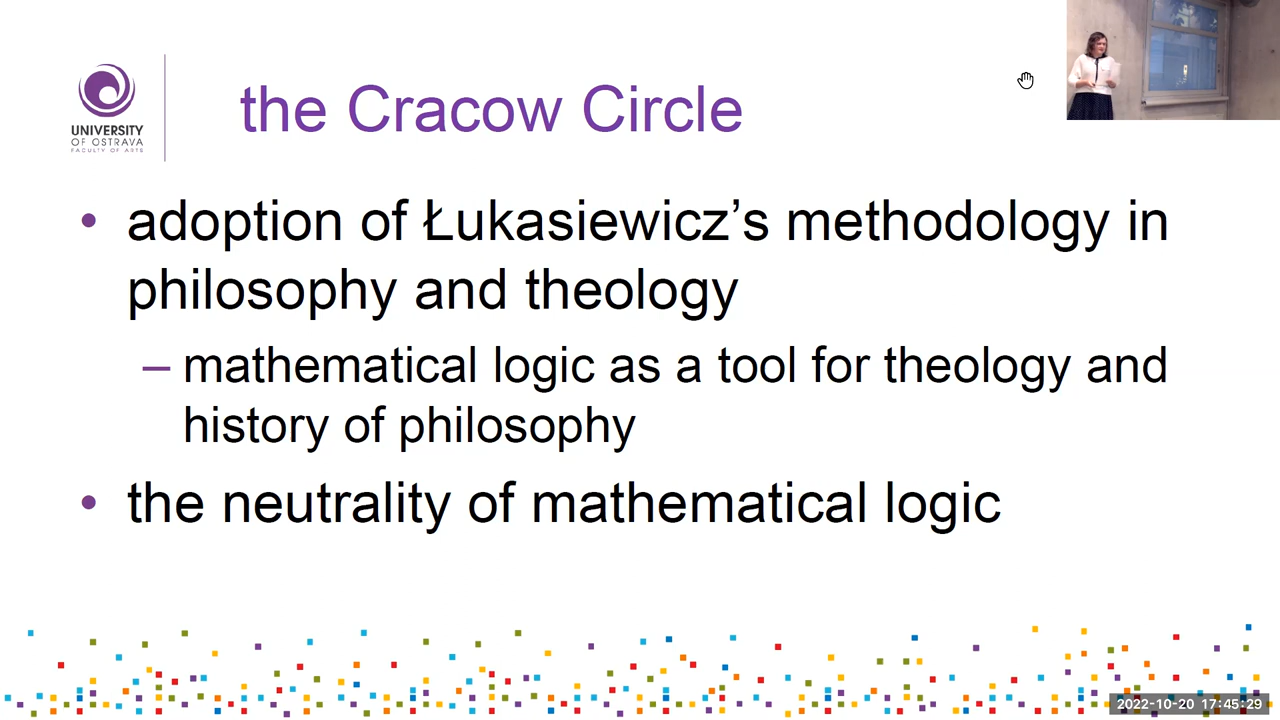 UNIVERSITY
OF OSTRAVA
FACULTY OF ARTS
the Cracow Circle
• adoption of Łukasiewicz’s methodology in
philosophy and theology
– mathematical logic as a tool for theology and
history of philosophy
• the neutrality of mathematical logic
2022-10-20 17:45:29